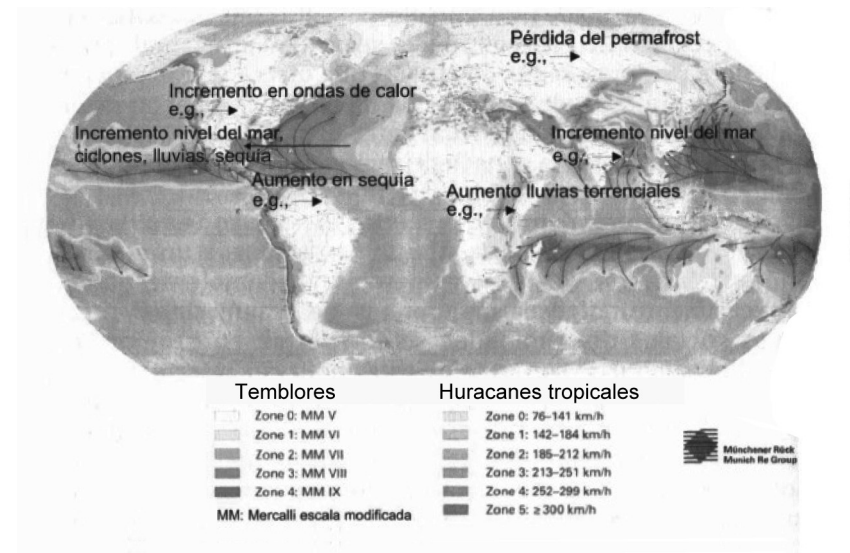 Pérdida del permafrost
e.g.,
Incremento en ondas de calor
e.g.,
Incremento nivel del mar,
ciclones, lluvias, sequía
Incremento nivel del mar
e.g.,
Aumento en sequía
e.g.,
Aumento lluvias torrenciales
e.g.,
Temblores
Zone 0: MM V
Zone 1: MM VI
Zone 2: MM VII
Zone 3: MM VIII
Zone 4: MM IX
MM: Mercalli escala modificada
Huracanes tropicales
Zone 0: 76–141 km/h
Zone 1: 142–184 km/h
Zone 2: 185–212 km/h
Zone 3: 213–251 km/h
Zone 4: 252–299 km/h
Zone 5: ≥ 300 km/h
Münchener Rück
Munich Re Group